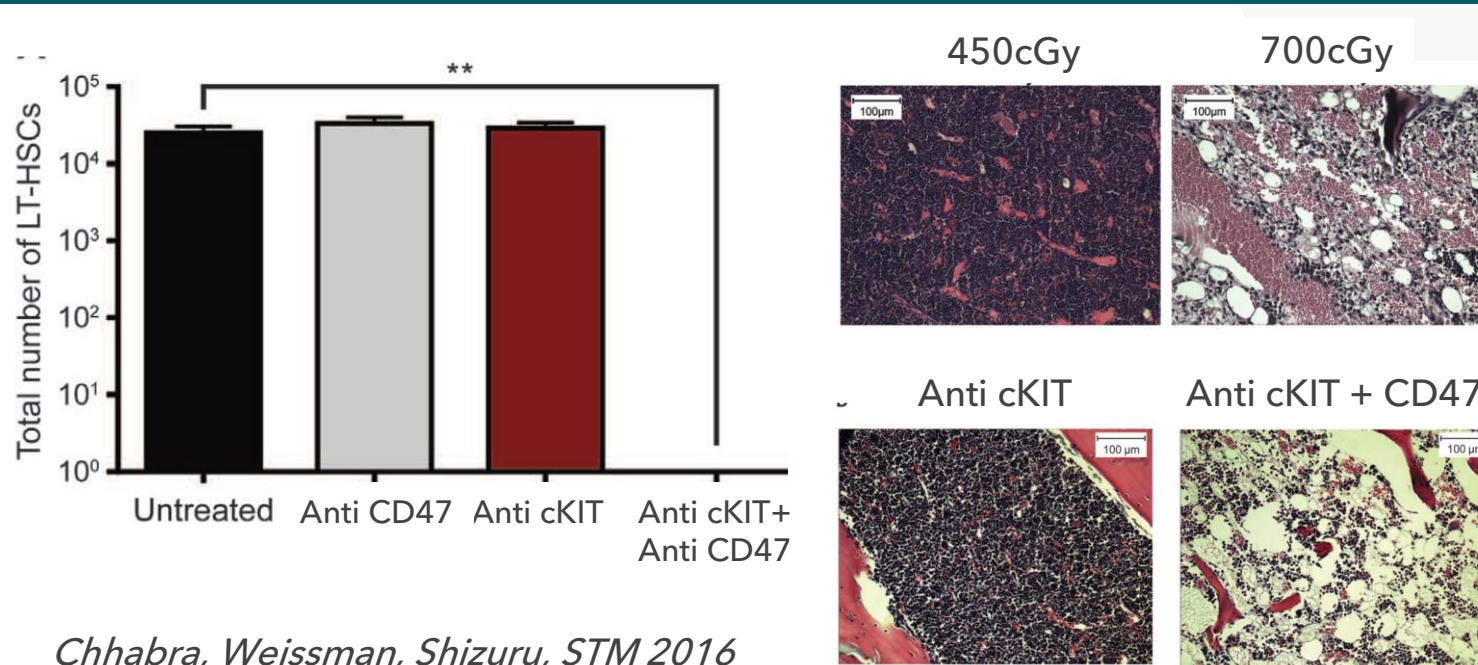 450cGy
700cGy
**
Total number of LT-HSCs
10⁵
10⁴
10³
10²
10¹
10⁰
Untreated
Anti CD47
Anti cKIT
Anti cKIT+
Anti CD47
100μm
100μm
Anti cKIT
Anti cKIT + CD47
100 μm
100 μ
Chhabra, Weissman, Shizuru, STM 2016